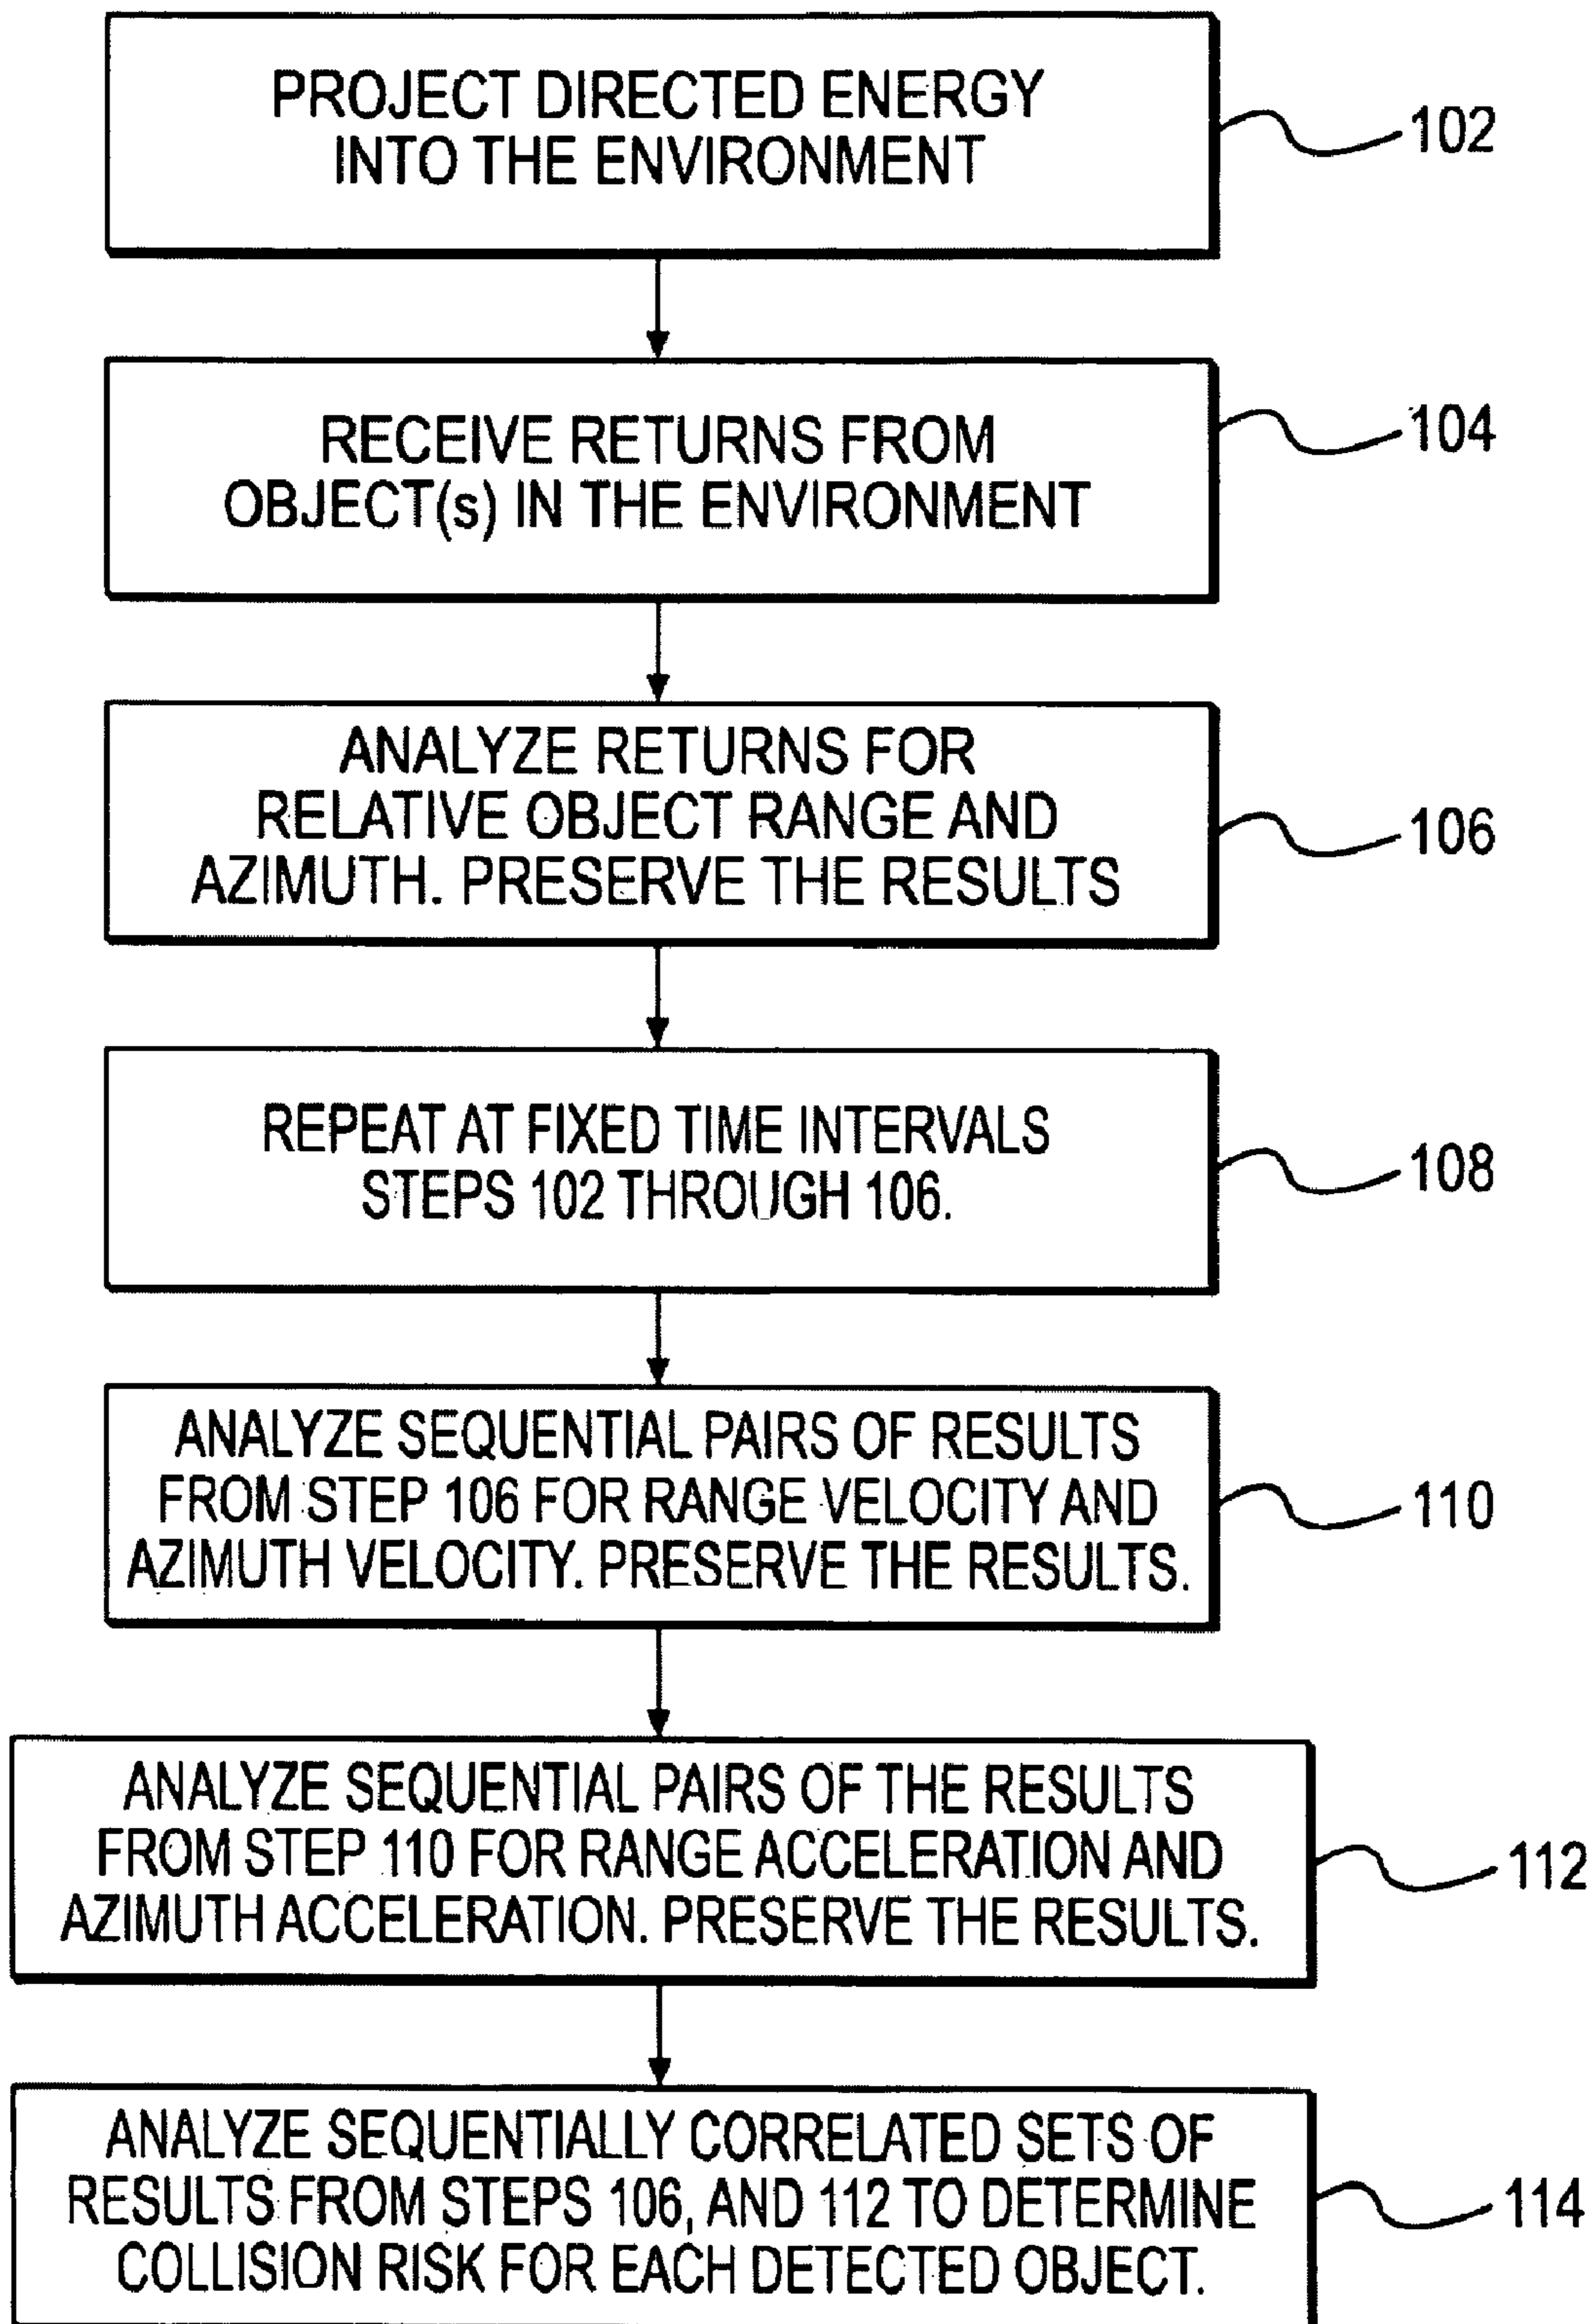 PROJECT DIRECTED ENERGY
INTO THE ENVIRONMENT
102
RECEIVE RETURNS FROM
OBJECT(s) IN THE ENVIRONMENT
104
ANALYZE RETURNS FOR
RELATIVE OBJECT RANGE AND
AZIMUTH. PRESERVE THE RESULTS
106
REPEAT AT FIXED TIME INTERVALS
STEPS 102 THROUGH 106.
108
ANALYZE SEQUENTIAL PAIRS OF RESULTS
FROM STEP 106 FOR RANGE VELOCITY AND
AZIMUTH VELOCITY. PRESERVE THE RESULTS.
110
ANALYZE SEQUENTIAL PAIRS OF THE RESULTS
FROM STEP 110 FOR RANGE ACCELERATION AND
AZIMUTH ACCELERATION. PRESERVE THE RESULTS.
112
ANALYZE SEQUENTIALLY CORRELATED SETS OF
RESULTS FROM STEPS 106, AND 112 TO DETERMINE
COLLISION RISK FOR EACH DETECTED OBJECT.
114